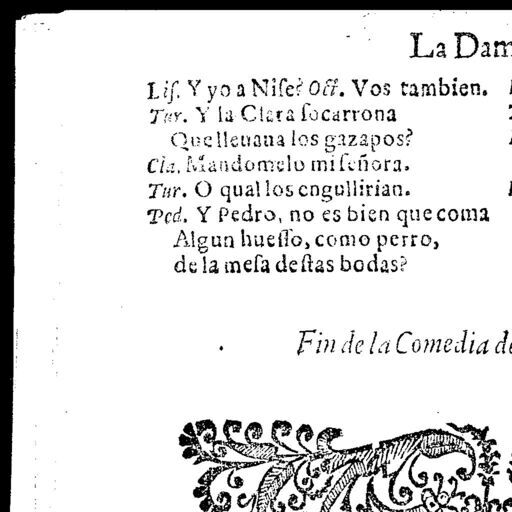 La Dam
Lis. Y yo a Niſe? Oct. Vos tambien.
Tur. Y la Clara ſocarrona
Que lleuaua los gazapos?
Cla. Mandomelo mi ſeñora.
Tur. O qual los engullirian.
Ped. Y Pedro, no es bien que coma
Algun hueſſo, como perro,
de la meſa deſtas bodas?
Fin de la Comedia de